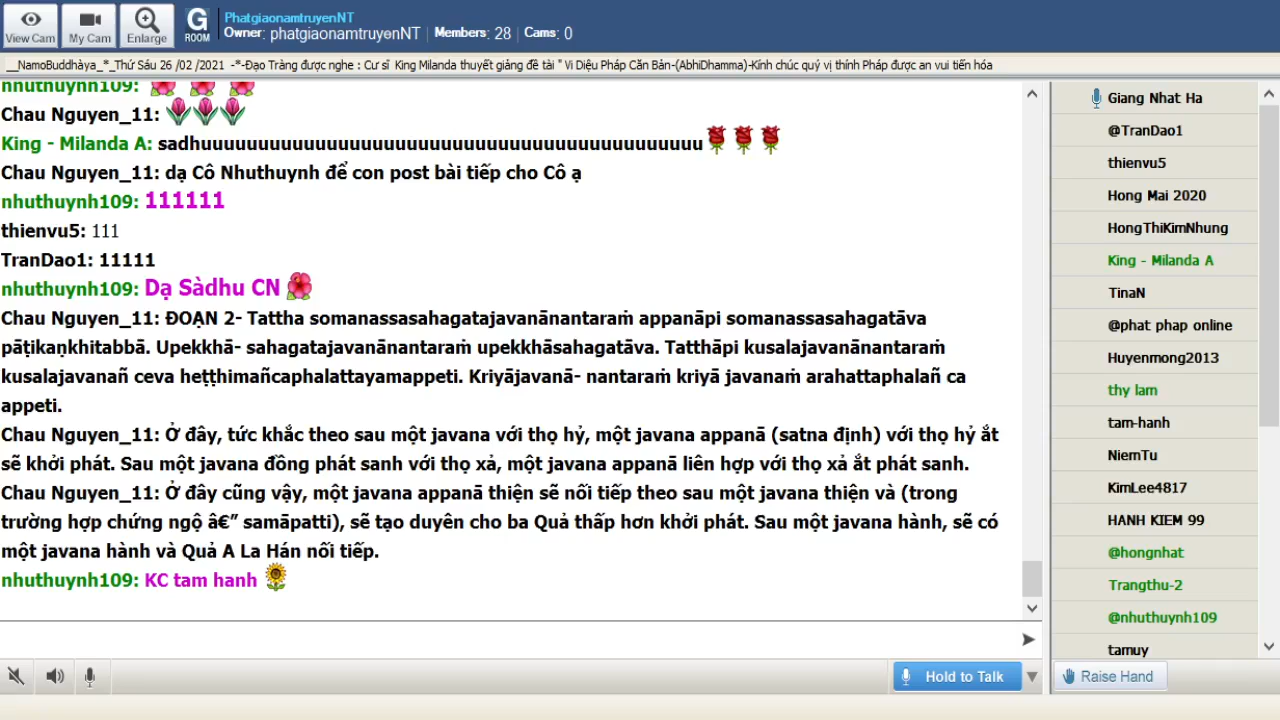 View Cam
My Cam
Enlarge
G
ROOM
PhatgiaonamtruyenNT
Owner: phatgiaonamtruyenNT | Members: 28 | Cams: 0
__NamoBuddhàya_*_Thứ Sáu 26 /02 /2021 -*-Đạo Tràng được nghe : Cư sĩ King Milanda thuyết giảng đề tài " Vi Diệu Pháp Căn Bản-(AbhiDhamma)-Kính chúc quý vị thính Pháp được an vui tiến hóa
nhuthuynh109:
Chau Nguyen_11:
King - Milanda A: sadhuuuuuuuuuuuuuuuuuuuuuuuuuuuuuuuuuuuuuuuuuuuu
Chau Nguyen_11: dạ Cô Nhuthuynh để con post bài tiếp cho Cô ạ
nhuthuynh109: 111111
thienvu5: 111
TranDao1: 11111
nhuthuynh109: Dạ Sàdhu CN
Chau Nguyen_11: ĐOẠN 2- Tattha somanassasahagatajavanānantaraṁ appanāpi somanassasahagatāva
pāṭikaṇkhitabbā. Upekkhā- sahagatajavanānantaraṁ upekkhāsahagatāva. Tatthāpi kusalajavanānantaraṁ
kusalajavanañ ceva heṭṭhimañcaphalattayamappeti. Kriyājavanā- nantaraṁ kriyā javanaṁ arahattaphalañ ca
appeti.
Chau Nguyen_11: Ở đây, tức khắc theo sau một javana với thọ hỷ, một javana appanā (satna định) với thọ hỷ ắt
sẽ khởi phát. Sau một javana đồng phát sanh với thọ xả, một javana appanā liên hợp với thọ xả ắt phát sanh.
Chau Nguyen_11: Ở đây cũng vậy, một javana appanā thiện sẽ nối tiếp theo sau một javana thiện và (trong
trường hợp chứng ngộ â€” samāpatti), sẽ tạo duyên cho ba Quả thấp hơn khởi phát. Sau một javana hành, sẽ có
một javana hành và Quả A La Hán nối tiếp.
nhuthuynh109: KC tam hanh
Hold to Talk
Giang Nhat Ha
@TranDao1
thienvu5
Hong Mai 2020
HongThiKimNhung
King - Milanda A
TinaN
@phat phap online
Huyenmong2013
thy lam
tam-hanh
NiemTu
KimLee4817
HANH KIEM 99
@hongnhat
Trangthu-2
@nhuthuynh109
tamuy
Raise Hand